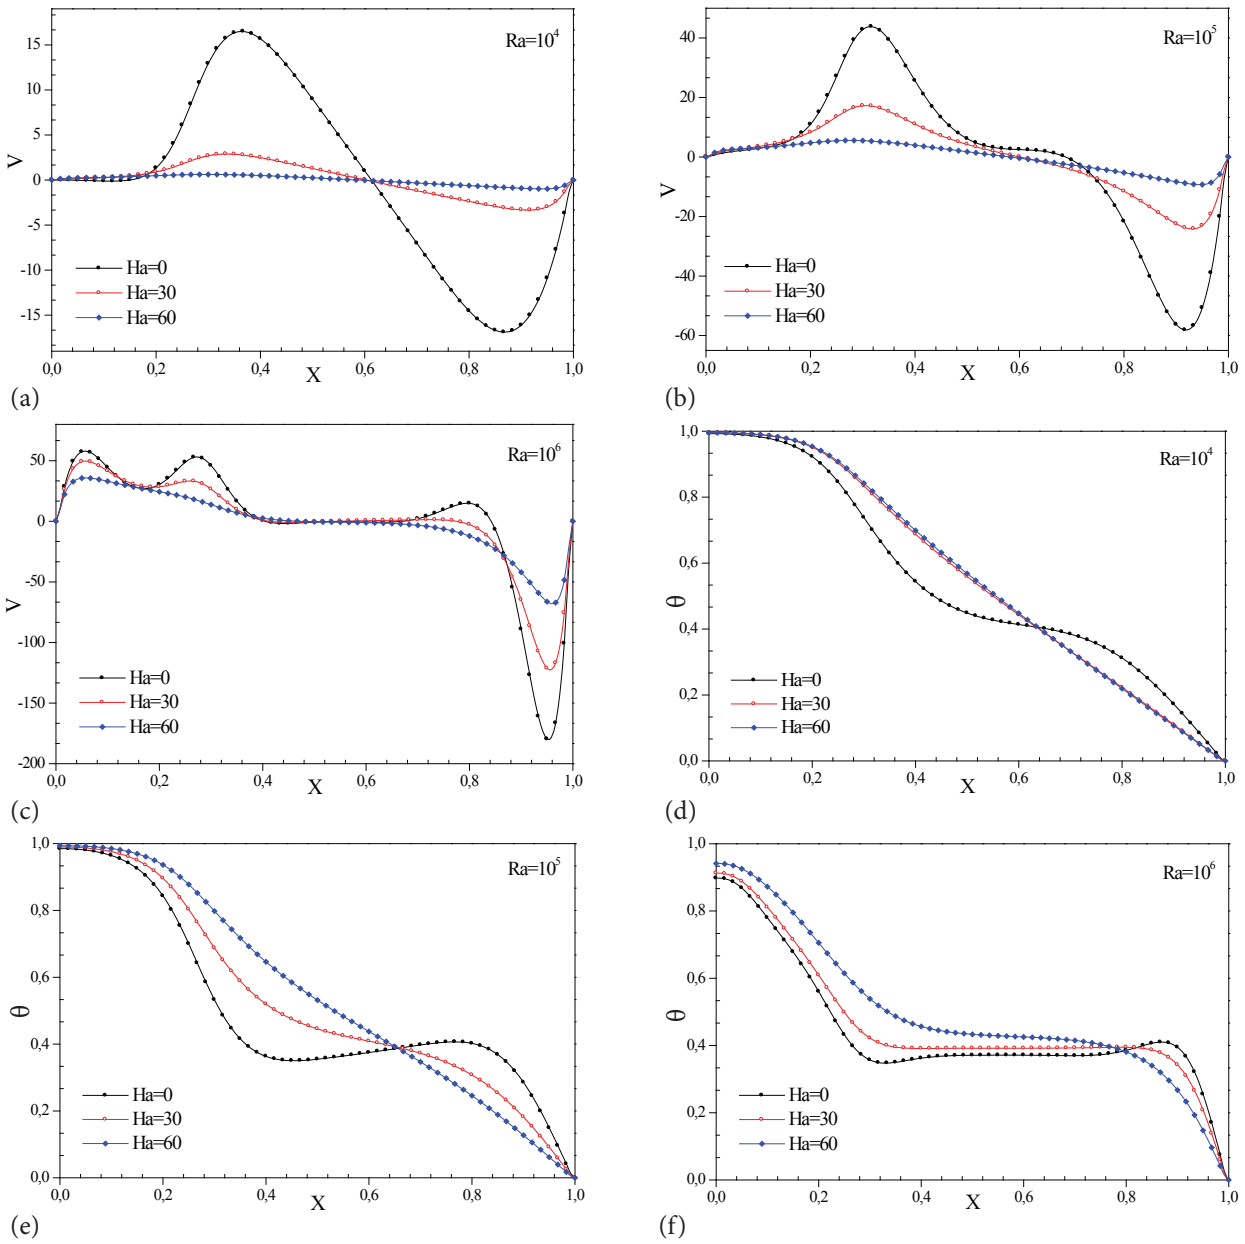 Ra=10⁴
15
10
5
0
-5
-10
-15
V
Ha=0
Ha=30
Ha=60
0,0 0,2 0,4 0,6 0,8 1,0
X
(a)
Ra=10⁵
40
20
0
-20
-40
-60
V
Ha=0
Ha=30
Ha=60
0,0 0,2 0,4 0,6 0,8 1,0
X
(b)
Ra=10⁶
50
0
-50
-100
-150
-200
V
Ha=0
Ha=30
Ha=60
0,0 0,2 0,4 0,6 0,8 1,0
X
(c)
Ra=10⁴
1,0
0,8
0,6
0,4
0,2
0,0
θ
Ha=0
Ha=30
Ha=60
0,0 0,2 0,4 0,6 0,8 1,0
X
(d)
Ra=10⁵
1,0
0,8
0,6
0,4
0,2
0,0
θ
Ha=0
Ha=30
Ha=60
0,0 0,2 0,4 0,6 0,8 1,0
X
(e)
Ra=10⁶
1,0
0,8
0,6
0,4
0,2
0,0
θ
Ha=0
Ha=30
Ha=60
0,0 0,2 0,4 0,6 0,8 1,0
X
(f)